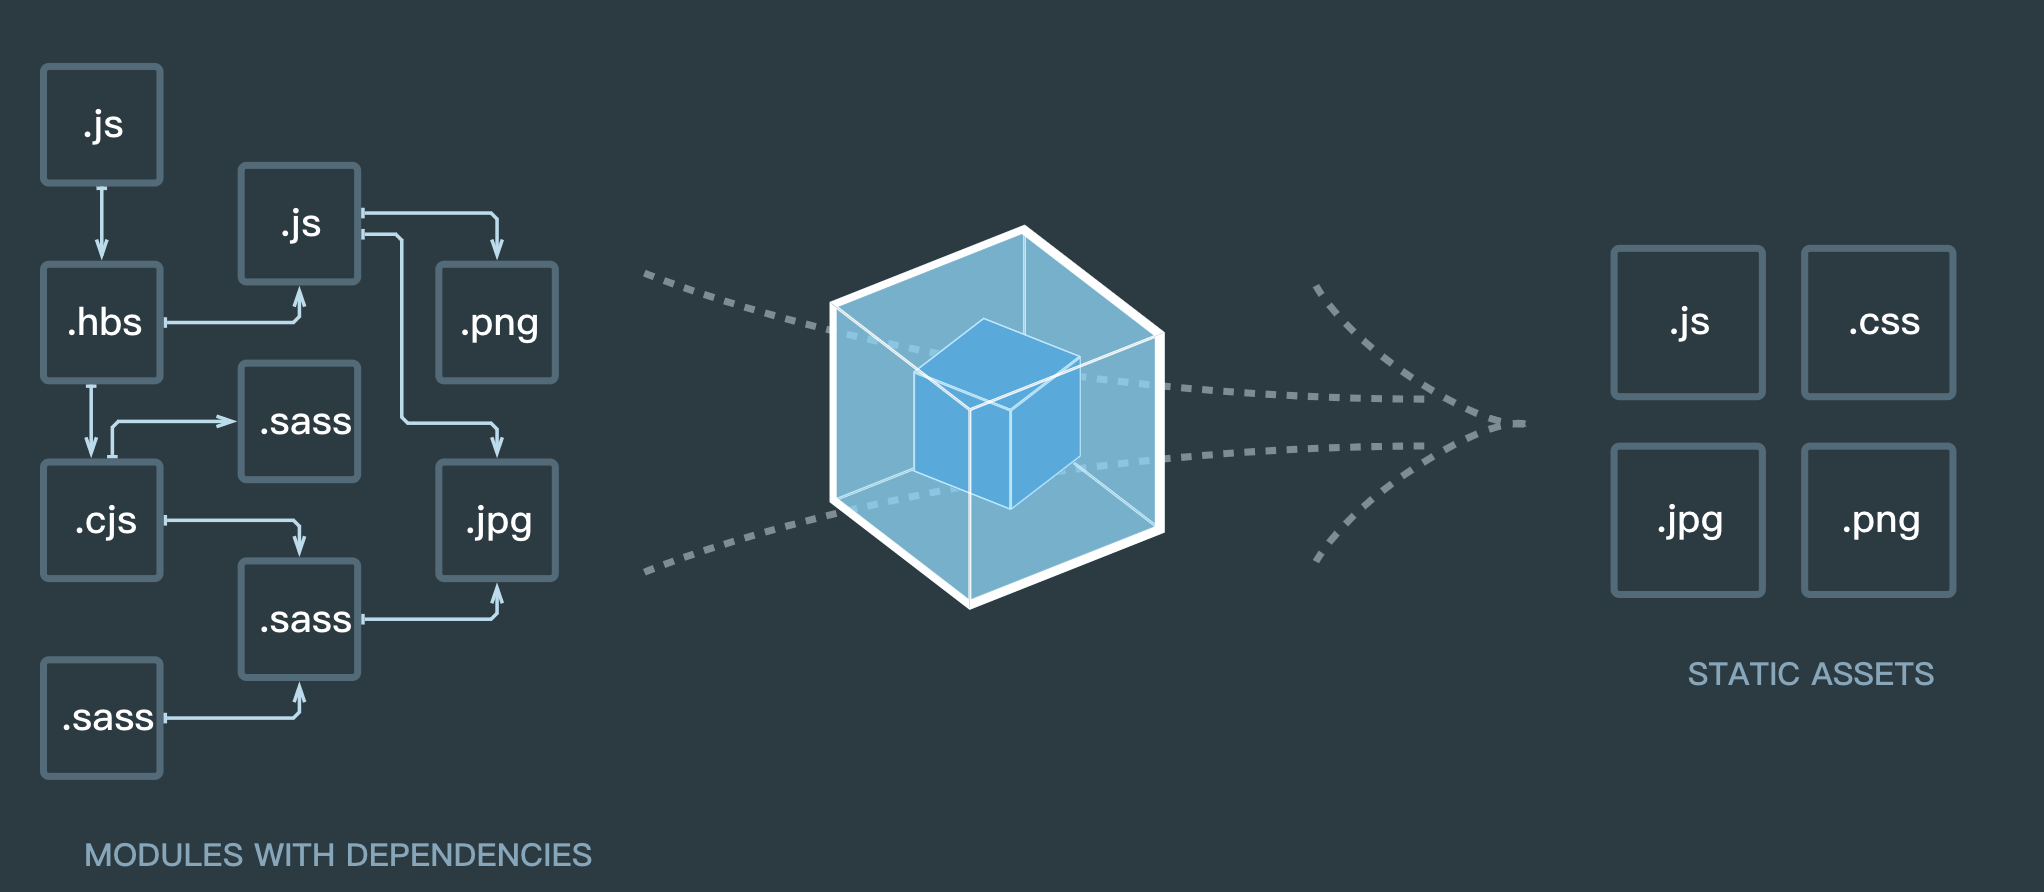 .js
.js
.hbs
.png
.sass
.cjs
.jpg
.sass
.sass
MODULES WITH DEPENDENCIES
.js
.css
.jpg
.png
STATIC ASSETS